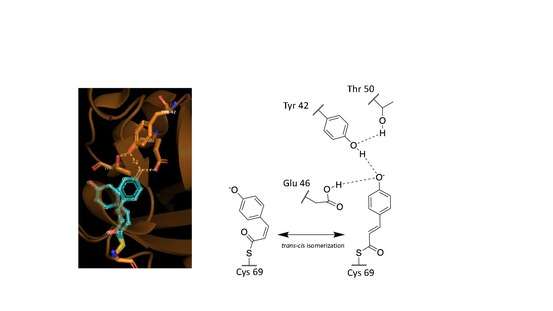 Thr 50
Tyr 42
O
H
O
H
Glu 46
O
H
O⁻
⁻O
O
O
trans-cis isomerization
S
S
O
Cys 69
Cys 69